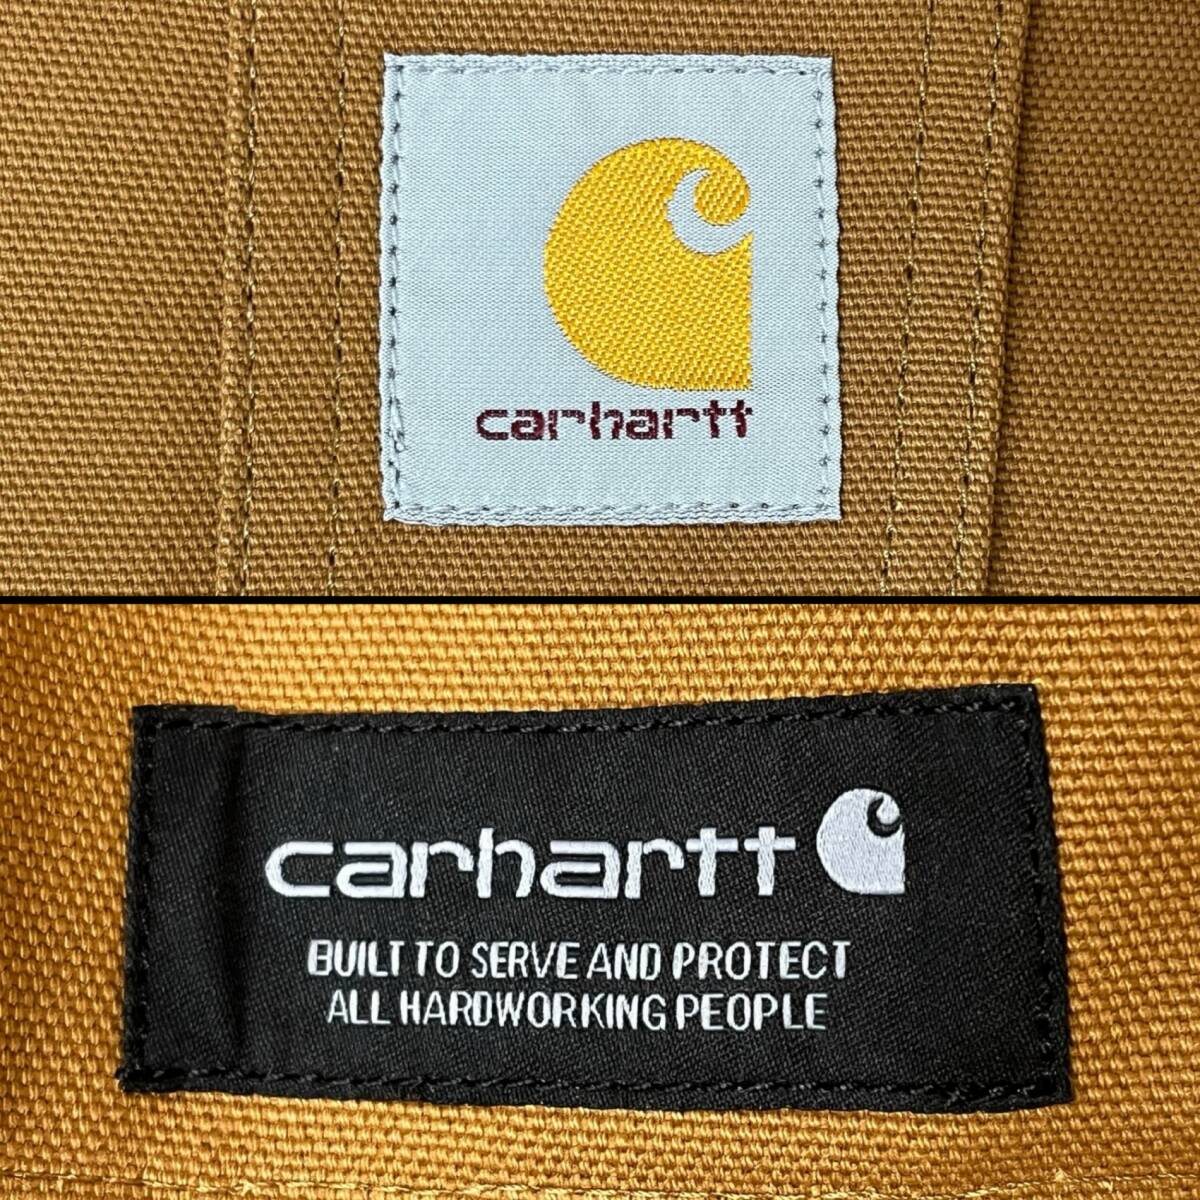 carhartt
carhartt
BUILT TO SERVE AND PROTECT
ALL HARDWORKING PEOPLE